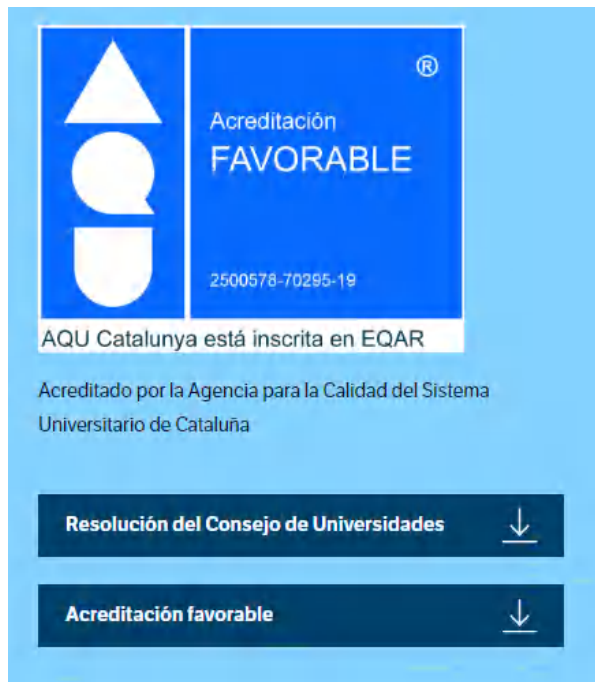 AQU
®
Acreditación
FAVORABLE
2500578-70295-19
AQU Catalunya está inscrita en EQAR
Acreditado por la Agencia para la Calidad del Sistema
Universitario de Cataluña
Resolución del Consejo de Universidades
Acreditación favorable